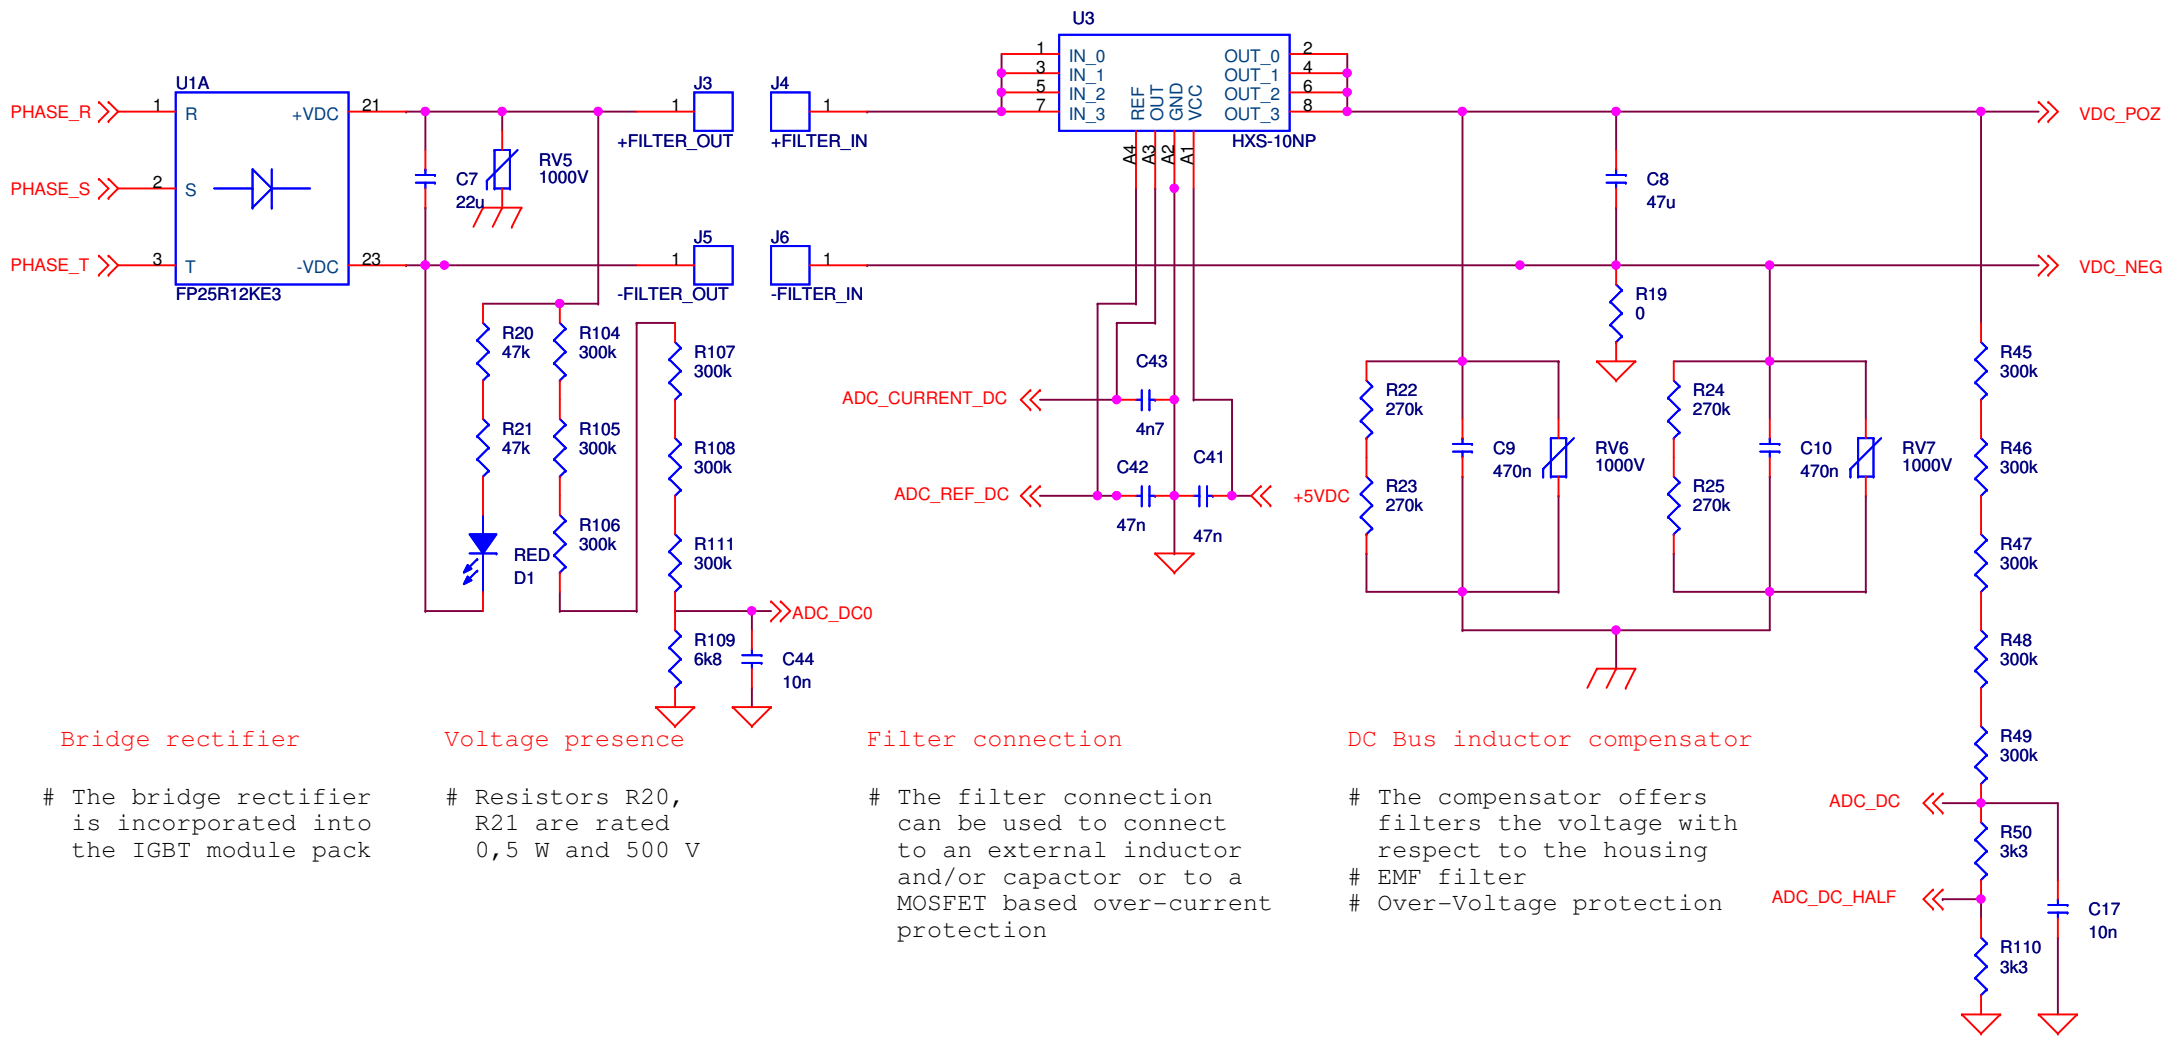 U3
1 IN_0 OUT_0 2
3 IN_1 OUT_1 4
5 IN_2 OUT_2 6
7 IN_3 OUT_3 8
REF
OUT
GND
VCC
A4
A3
A2
A1
HXS-10NP
U1A
PHASE_R 1 R +VDC 21
PHASE_S 2 S
PHASE_T 3 T -VDC 23
FP25R12KE3
C7
22u
RV5
1000V
J3
1
+FILTER_OUT
J4
1
+FILTER_IN
J5
1
-FILTER_OUT
J6
1
-FILTER_IN
VDC_POZ
C8
47u
VDC_NEG
R19
0
R20
47k
R21
47k
RED
D1
R104
300k
R105
300k
R106
300k
R107
300k
R108
300k
R111
300k
ADC_DC0
R109
6k8
C44
10n
C43
4n7
ADC_CURRENT_DC
C42
47n
C41
47n
ADC_REF_DC
+5VDC
R22
270k
R23
270k
C9
470n
RV6
1000V
R24
270k
R25
270k
C10
470n
RV7
1000V
R45
300k
R46
300k
R47
300k
R48
300k
R49
300k
ADC_DC
R50
3k3
ADC_DC_HALF
R110
3k3
C17
10n
Bridge rectifier
# The bridge rectifier
is incorporated into
the IGBT module pack
Voltage presence
# Resistors R20,
R21 are rated
0,5 W and 500 V
Filter connection
# The filter connection
can be used to connect
to an external inductor
and/or capactor or to a
MOSFET based over-current
protection
DC Bus inductor compensator
# The compensator offers
filters the voltage with
respect to the housing
# EMF filter
# Over-Voltage protection